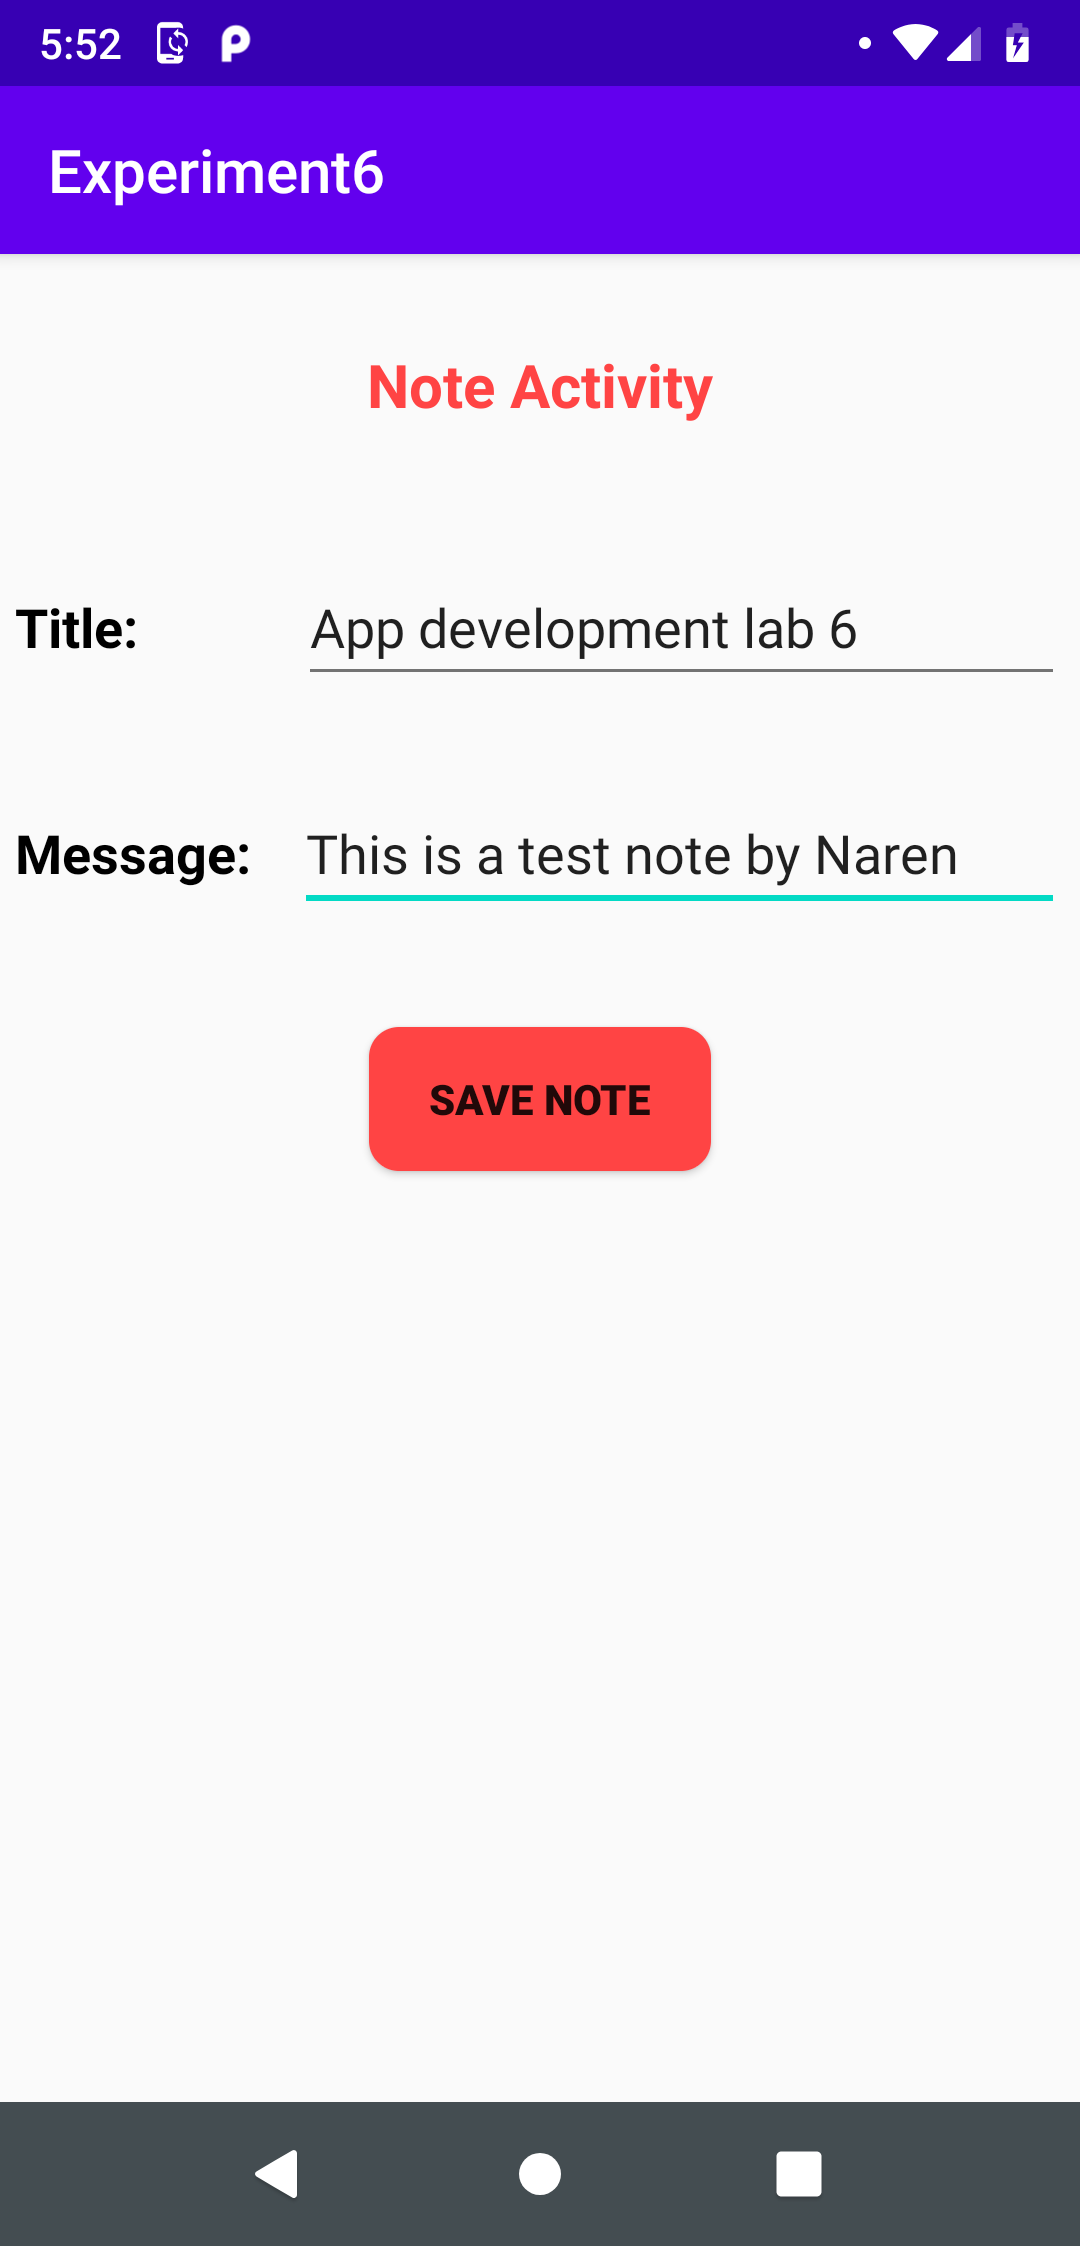 5:52
Experiment6
Note Activity
Title: App development lab 6
Message: This is a test note by Naren
SAVE NOTE